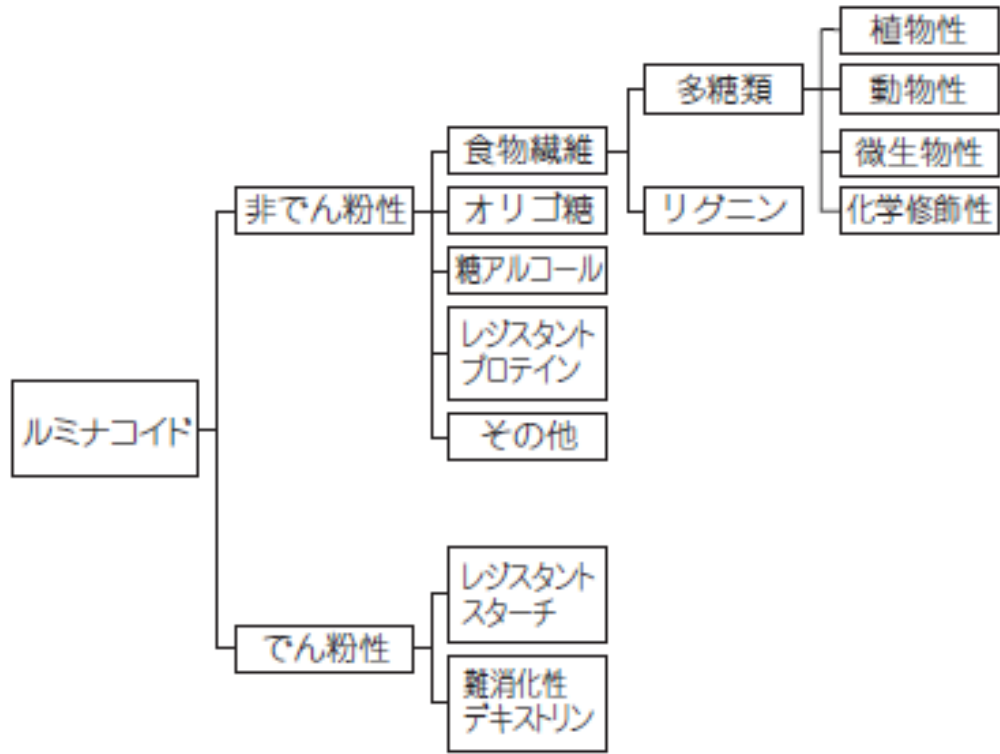 植物性
多糖類
動物性
食物繊維
微生物性
非でん粉性
オリゴ糖
リグニン
化学修飾性
糖アルコール
レジスタント
プロテイン
ルミナコイド
その他
レジスタント
スターチ
でん粉性
難消化性
デキストリン